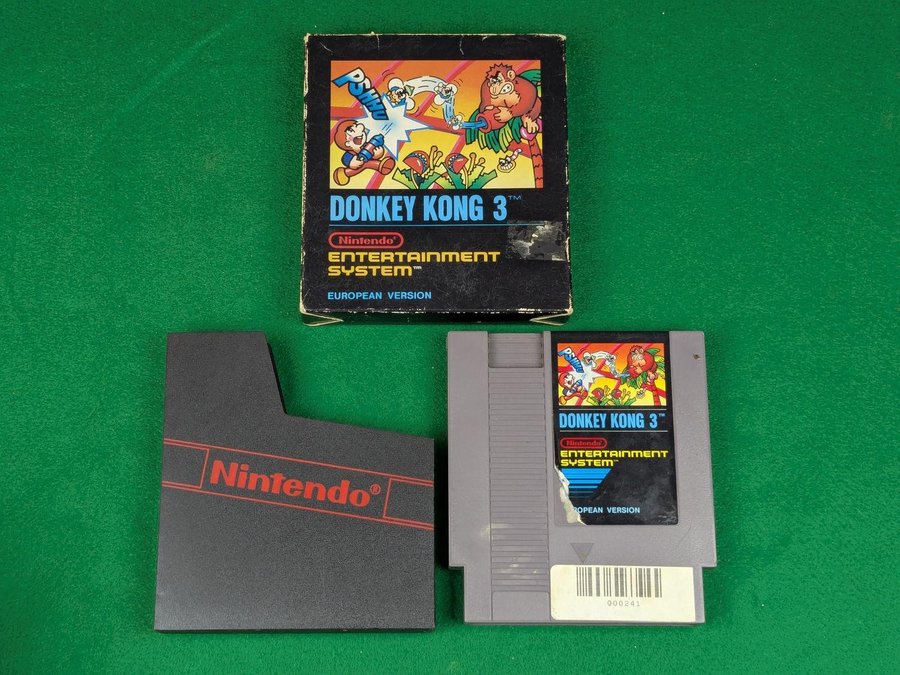 PSHHH
DONKEY KONG 3™
Nintendo®
ENTERTAINMENT
SYSTEM™
EUROPEAN VERSION
Nintendo®
PSHHH
DONKEY KONG 3™
Nintendo®
ENTERTAINMENT
SYSTEM™
OPEAN VERSION
000241